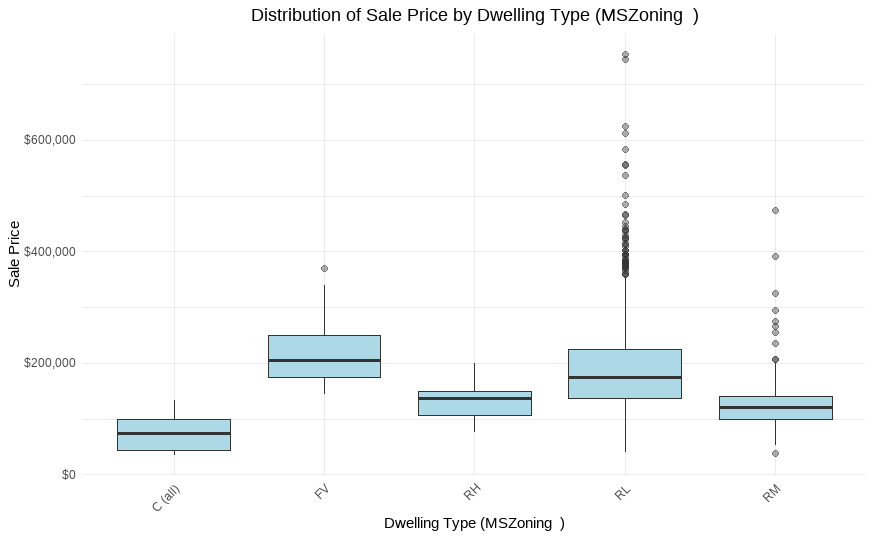 Distribution of Sale Price by Dwelling Type (MSZoning  )
Sale Price
$600,000
$400,000
$200,000
$0
C (all)
FV
RH
RL
RM
Dwelling Type (MSZoning  )